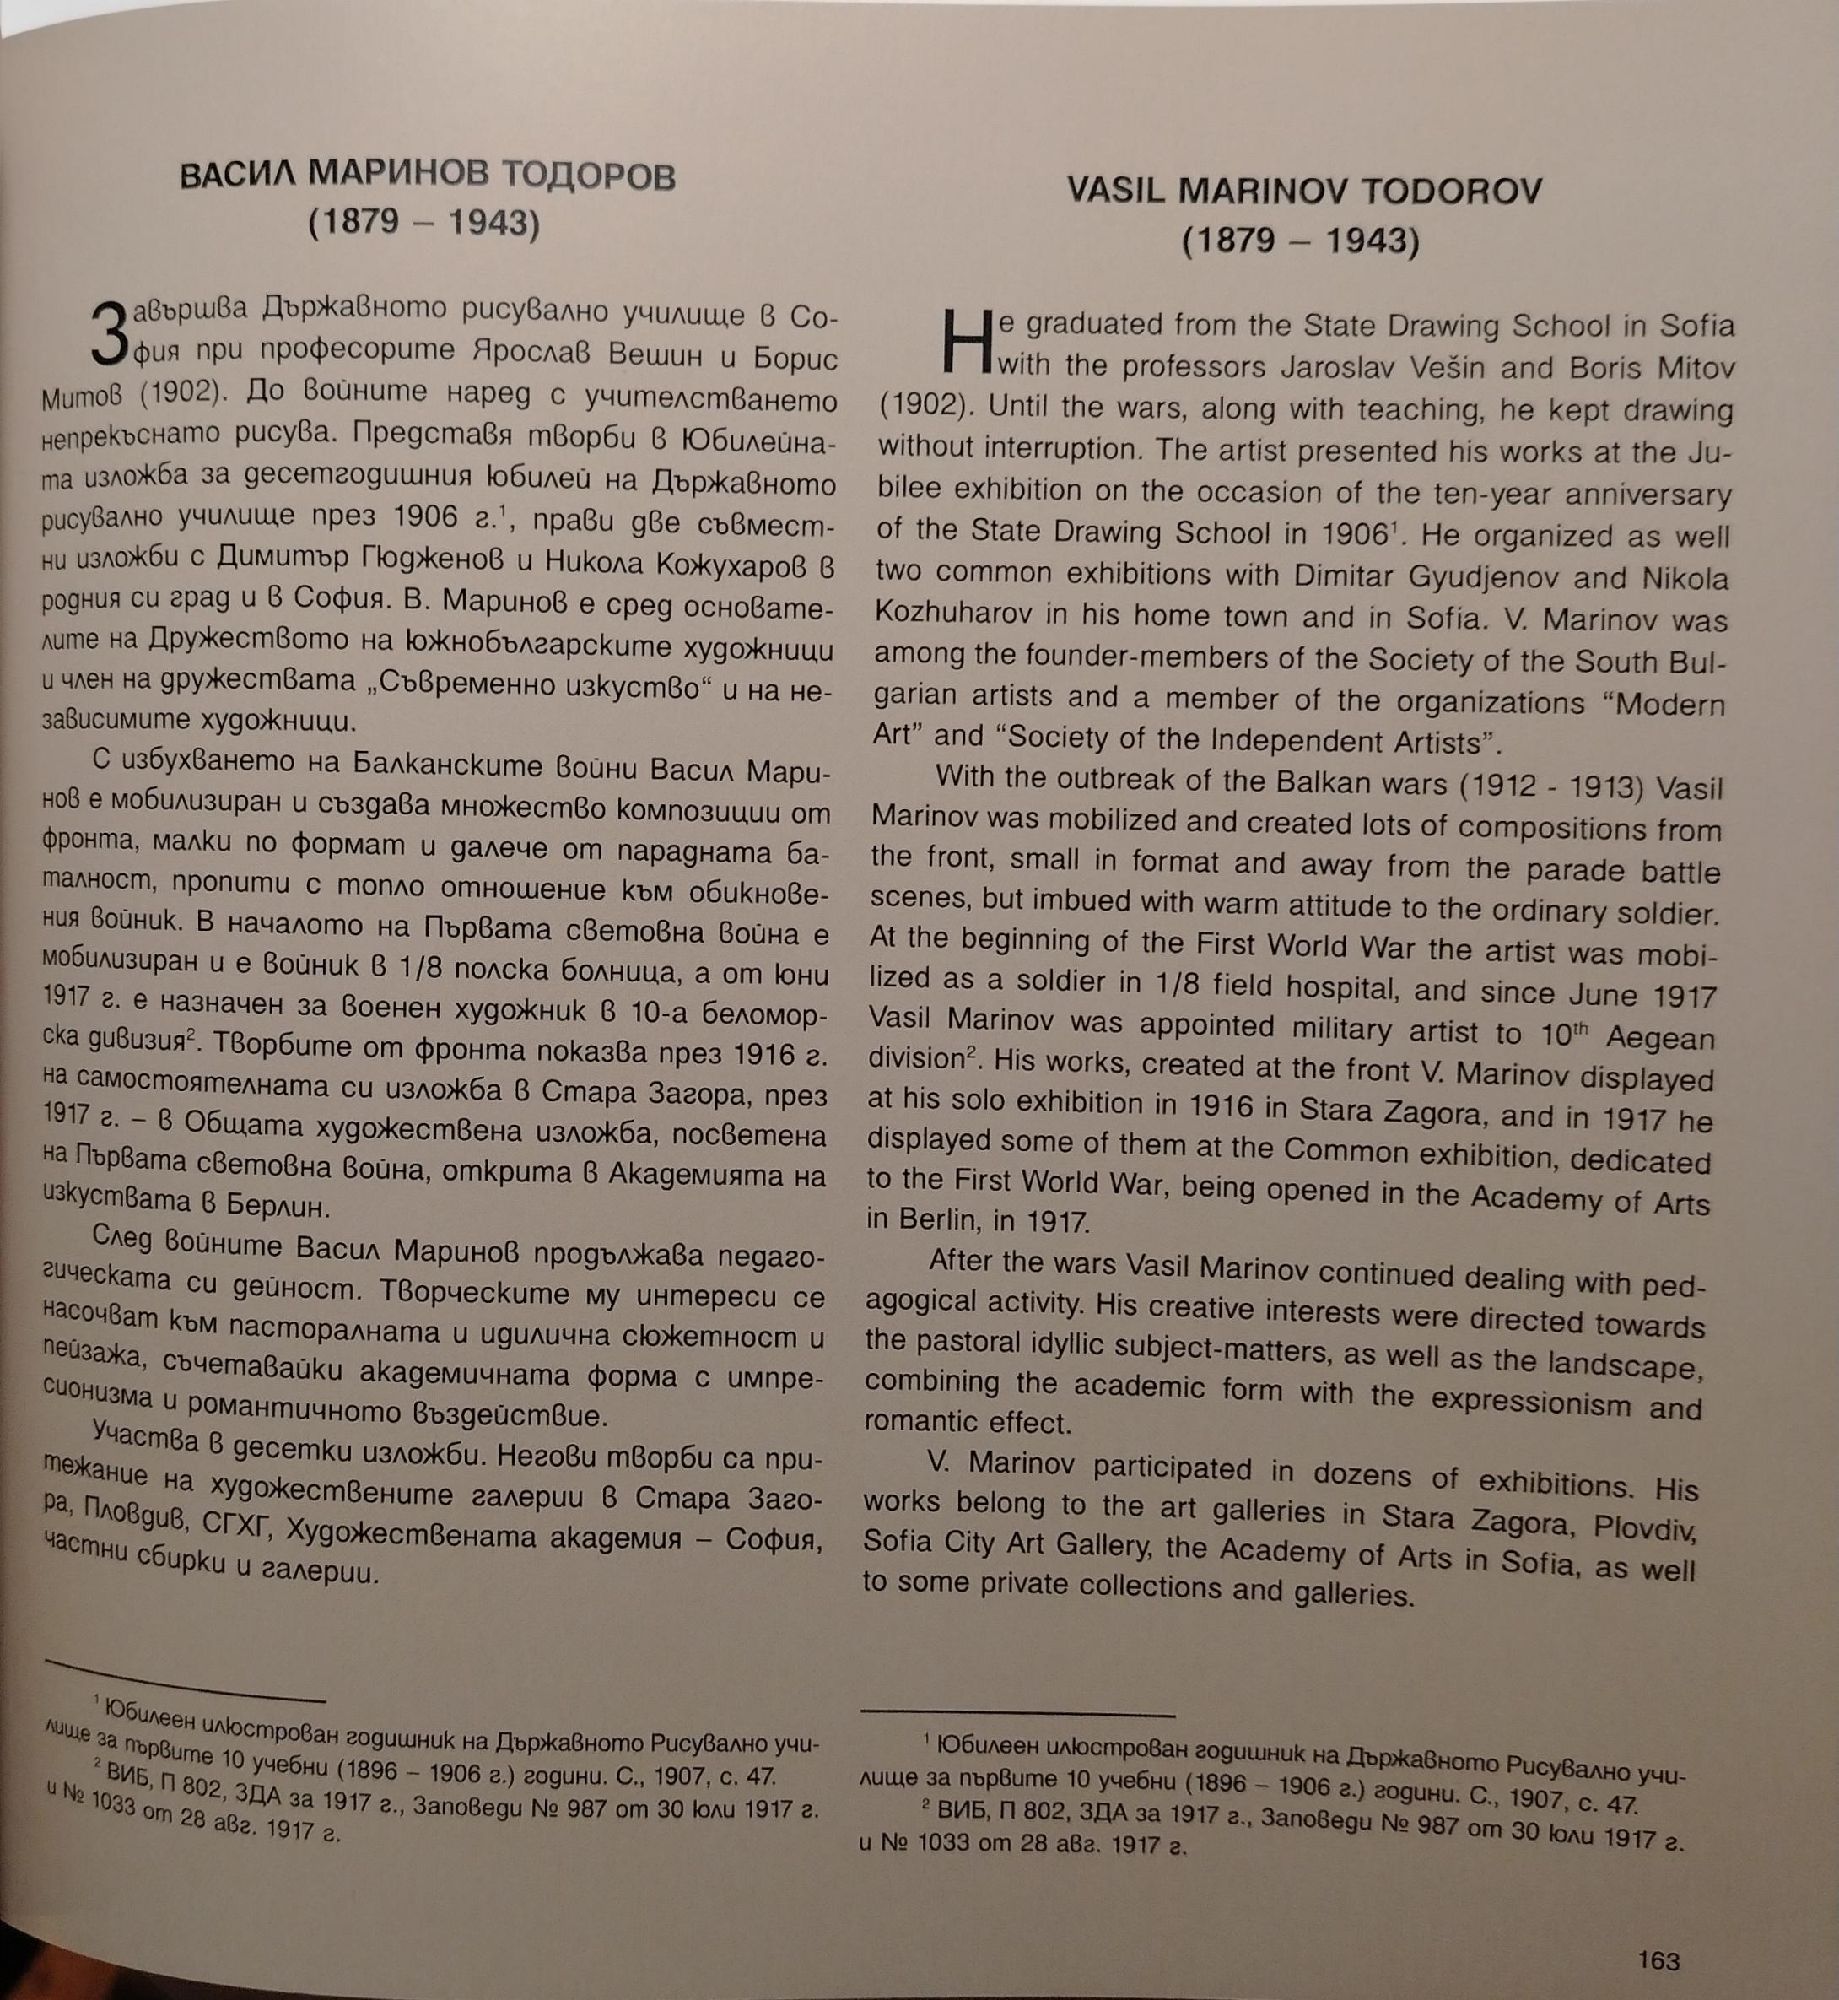 ВАСИЛ МАРИНОВ ТОДОРОВ
(1879 – 1943)
Завършва Държавното рисувално училище в Со-
фия при професорите Ярослав Вешин и Борис
Митов (1902). До войните наред с учителстването
непрекъснато рисува. Представя творби в Юбилейна-
та изложба за десетгодишния юбилей на Държавното
рисувално училище през 1906 г.¹, прави две съвмест-
ни изложби с Димитър Гюдженов и Никола Кожухаров в
родния си град и в София. В. Маринов е сред основате-
лите на Дружеството на южнобългарските художници
и член на дружествата „Съвременно изкуство“ и на не-
зависимите художници.
С избухването на Балканските войни Васил Мари-
нов е мобилизиран и създава множество композиции от
фронта, малки по формат и далече от парадната ба-
талност, пропити с топло отношение към обикнове-
ния войник. В началото на Първата световна война е
мобилизиран и е войник в 1/8 полска болница, а от юни
1917 г. е назначен за военен художник в 10-а беломор-
ска дивизия². Творбите от фронта показва през 1916 г.
на самостоятелната си изложба в Стара Загора, през
1917 г. – в Общата художествена изложба, посветена
на Първата световна война, открита в Академията на
изкуствата в Берлин.
След войните Васил Маринов продължава педаго-
гическата си дейност. Творческите му интереси се
насочват към пасторалната и идилична сюжетност и
пейзажа, съчетавайки академичната форма с импре-
сионизма и романтичното въздействие.
Участва в десетки изложби. Негови творби са при-
тежание на художествените галерии в Стара Заго-
ра, Пловдив, СГХГ, Художествената академия – София,
частни сбирки и галерии.
¹ Юбилеен илюстрован годишник на Държавното Рисувално учи-
лище за първите 10 учебни (1896 – 1906 г.) години. С., 1907, с. 47.
² ВИБ, П 802, ЗДА за 1917 г., Заповеди № 987 от 30 юли 1917 г.
и № 1033 от 28 авг. 1917 г.
VASIL MARINOV TODOROV
(1879 – 1943)
He graduated from the State Drawing School in Sofia
with the professors Jaroslav Vešin and Boris Mitov
(1902). Until the wars, along with teaching, he kept drawing
without interruption. The artist presented his works at the Ju-
bilee exhibition on the occasion of the ten-year anniversary
of the State Drawing School in 1906¹. He organized as well
two common exhibitions with Dimitar Gyudjenov and Nikola
Kozhuharov in his home town and in Sofia. V. Marinov was
among the founder-members of the Society of the South Bul-
garian artists and a member of the organizations “Modern
Art” and “Society of the Independent Artists”.
With the outbreak of the Balkan wars (1912 - 1913) Vasil
Marinov was mobilized and created lots of compositions from
the front, small in format and away from the parade battle
scenes, but imbued with warm attitude to the ordinary soldier.
At the beginning of the First World War the artist was mobi-
lized as a soldier in 1/8 field hospital, and since June 1917
Vasil Marinov was appointed military artist to 10th Aegean
division². His works, created at the front V. Marinov displayed
at his solo exhibition in 1916 in Stara Zagora, and in 1917 he
displayed some of them at the Common exhibition, dedicated
to the First World War, being opened in the Academy of Arts
in Berlin, in 1917.
After the wars Vasil Marinov continued dealing with ped-
agogical activity. His creative interests were directed towards
the pastoral idyllic subject-matters, as well as the landscape,
combining the academic form with the expressionism and
romantic effect.
V. Marinov participated in dozens of exhibitions. His
works belong to the art galleries in Stara Zagora, Plovdiv,
Sofia City Art Gallery, the Academy of Arts in Sofia, as well
to some private collections and galleries.
¹ Юбилеен илюстрован годишник на Държавното Рисувално учи-
лище за първите 10 учебни (1896 – 1906 г.) години. С., 1907, с. 47.
² ВИБ, П 802, ЗДА за 1917 г., Заповеди № 987 от 30 юли 1917 г.
и № 1033 от 28 авг. 1917 г.
163